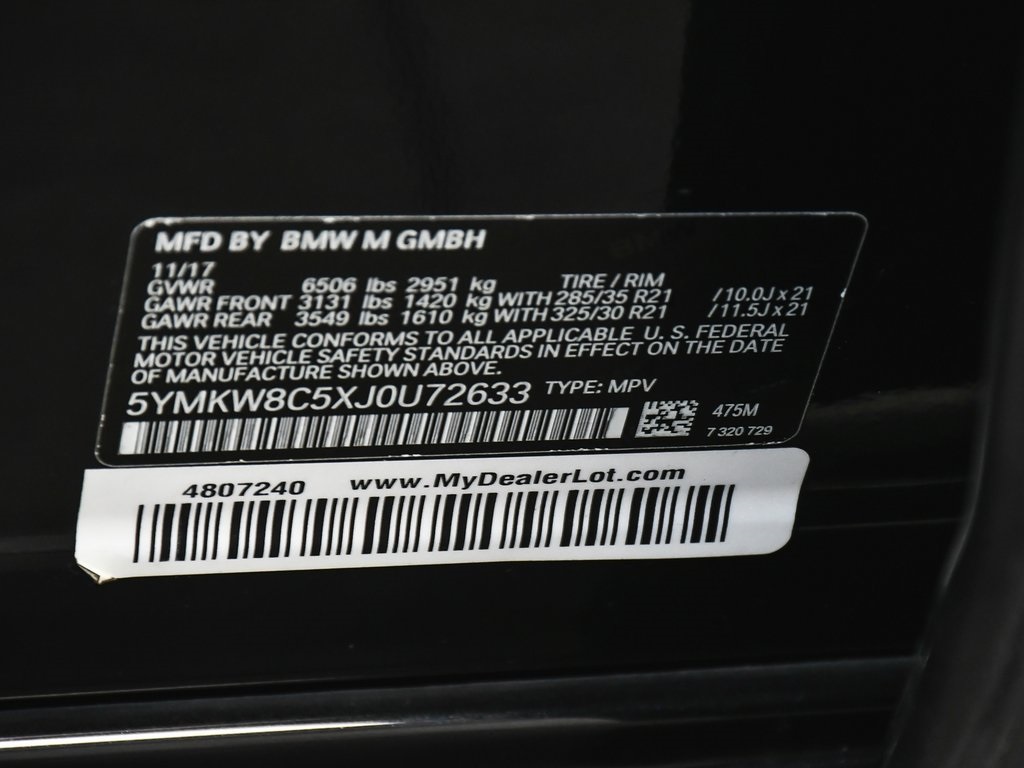 MFD BY BMW M GMBH
11/17
GVWR 6506 lbs 2951 kg TIRE / RIM
GAWR FRONT 3131 lbs 1420 kg WITH 285/35 R21 /10.0J x 21
GAWR REAR 3549 lbs 1610 kg WITH 325/30 R21 /11.5J x 21
THIS VEHICLE CONFORMS TO ALL APPLICABLE U. S. FEDERAL
MOTOR VEHICLE SAFETY STANDARDS IN EFFECT ON THE DATE
OF MANUFACTURE SHOWN ABOVE.
5YMKW8C5XJ0U72633 TYPE: MPV
475M
7 320 729
4807240 www.MyDealerLot.com